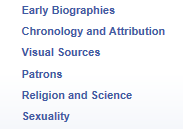 Early Biographies
Chronology and Attribution
Visual Sources
Patrons
Religion and Science
Sexuality